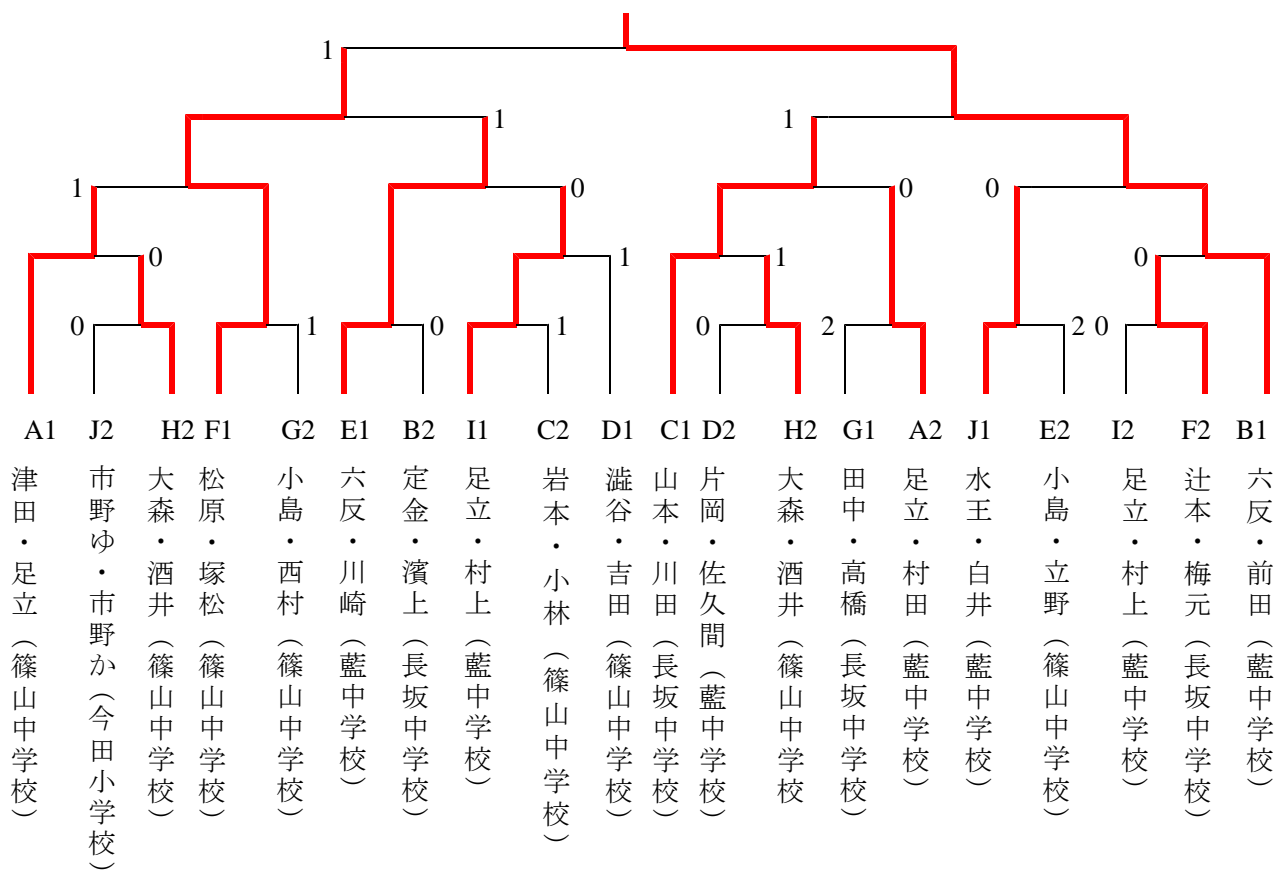 1
1
1
1
0
0
0
0
1
1
0
0
1
0
1
0
1
0
2
2 0
A1 J2 H2 F1 G2 E1 B2 I1 C2 D1 C1 D2 H2 G1 A2 J1 E2 I2 F2 B1
津田・足立（篠山中学校）
市野ゆ・市野か（今田小学校）
大森・酒井（篠山中学校）
松原・塚松（篠山中学校）
小島・西村（篠山中学校）
六反・川崎（藍中学校）
定金・濱上（長坂中学校）
足立・村上（藍中学校）
岩本・小林（篠山中学校）
澁谷・吉田（篠山中学校）
山本・川田（長坂中学校）
片岡・佐久間（藍中学校）
大森・酒井（篠山中学校
田中・高橋（長坂中学校）
足立・村田（藍中学校）
水王・白井（藍中学校）
小島・立野（篠山中学校）
足立・村上（藍中学校）
辻本・梅元（長坂中学校）
六反・前田（藍中学校）